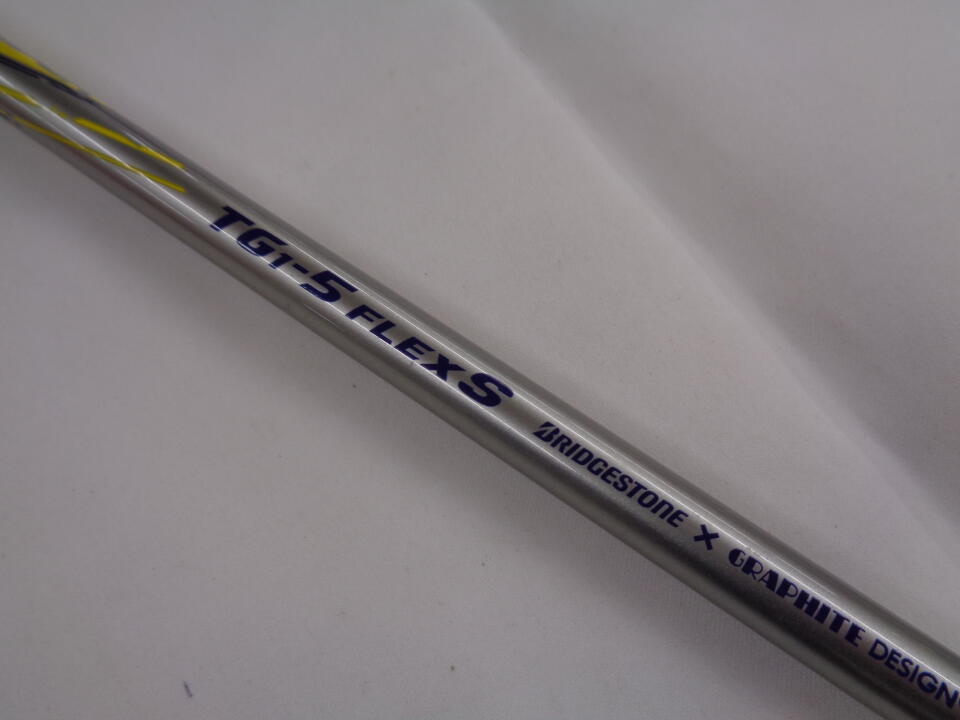 TG1-5 FLEX S BRIDGESTONE X GRAPHITE DESIGN